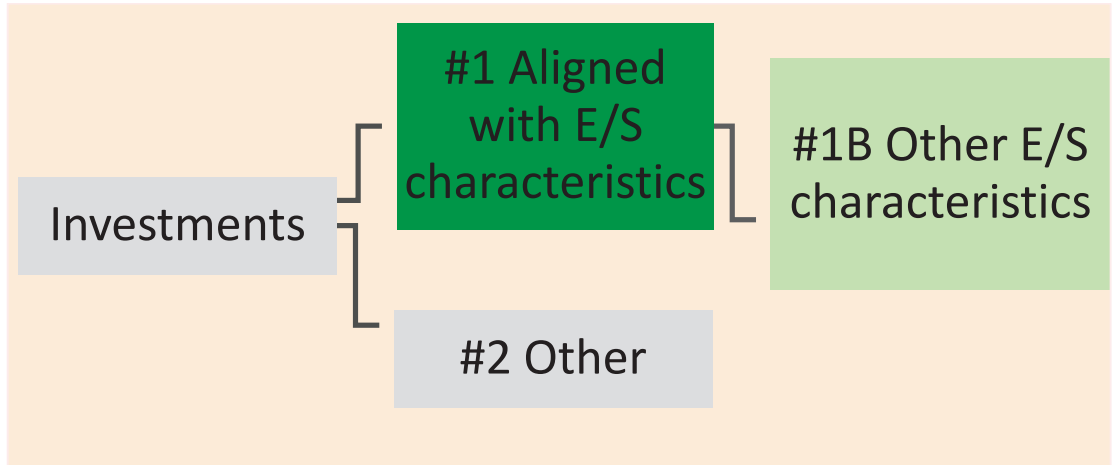 #1 Aligned
with E/S
characteristics
#1B Other E/S
characteristics
Investments
#2 Other